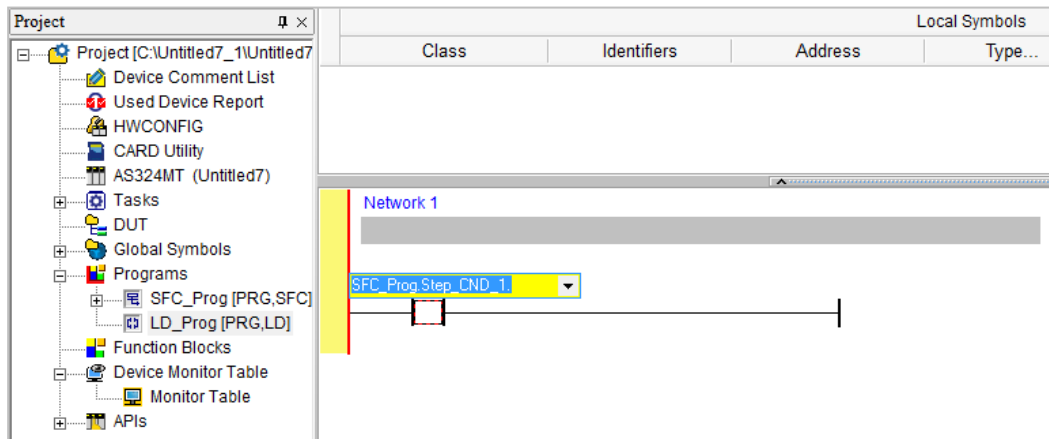 Project
Project [C:\Untitled7_1\Untitled7
Device Comment List
Used Device Report
HWCONFIG
CARD Utility
AS324MT (Untitled7)
Tasks
DUT
Global Symbols
Programs
SFC_Prog [PRG,SFC]
LD_Prog [PRG,LD]
Function Blocks
Device Monitor Table
Monitor Table
APIs
Local Symbols
Class Identifiers Address Type...
Network 1
SFC_Prog.Step_CND_1.